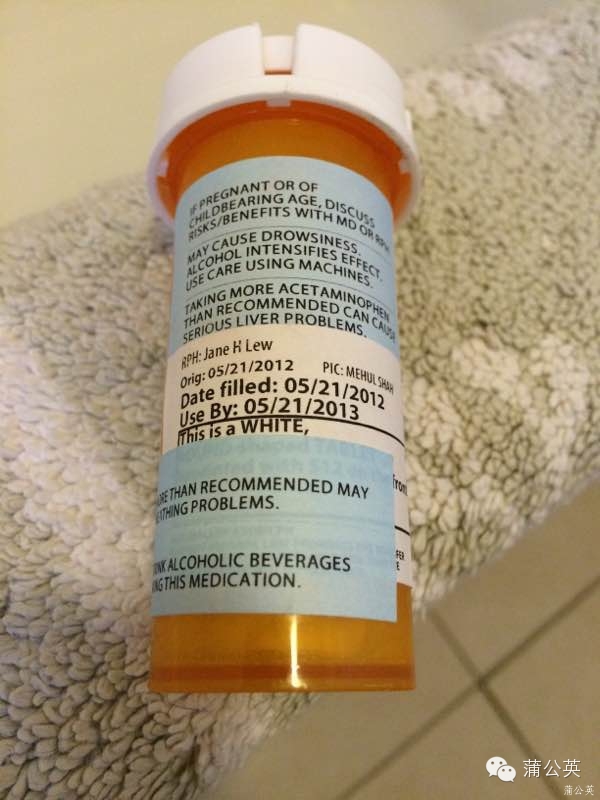 IF PREGNANT OR OF
CHILDBEARING AGE, DISCUSS
RISKS/BENEFITS WITH MD OR RPH
MAY CAUSE DROWSINESS.
ALCOHOL INTENSIFIES EFFECT.
USE CARE USING MACHINES.
TAKING MORE ACETAMINOPHEN
THAN RECOMMENDED CAN CAUSE
SERIOUS LIVER PROBLEMS.
RPH: Jane H Lew
Orig: 05/21/2012 PIC: MEHUL SHAH
Date filled: 05/21/2012
Use By: 05/21/2013
This is a WHITE,
THAN RECOMMENDED MAY
PROBLEMS.
ALCOHOLIC BEVERAGES
THIS MEDICATION.
蒲公英
蒲公英